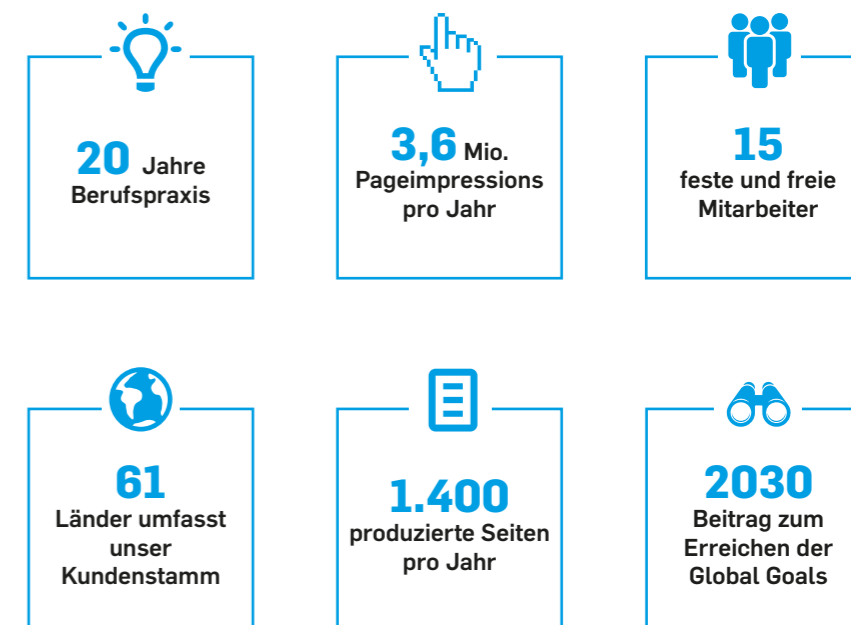 20 Jahre
Berufspraxis
3,6 Mio.
Pageimpressions
pro Jahr
15
feste und freie
Mitarbeiter
61
Länder umfasst
unser
Kundenstamm
1.400
produzierte Seiten
pro Jahr
2030
Beitrag zum
Erreichen der
Global Goals